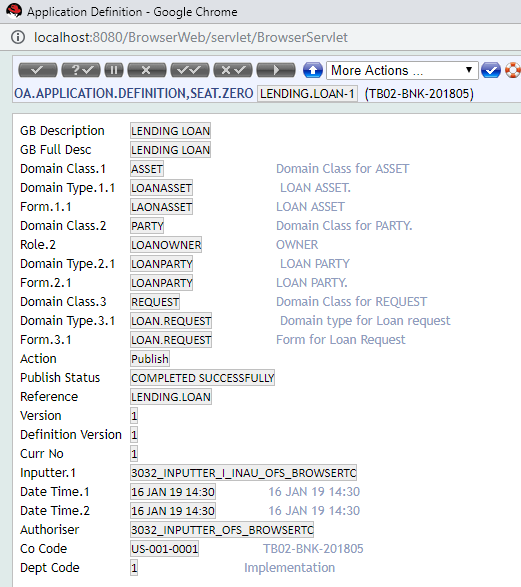 Application Definition - Google Chrome
localhost:8080/BrowserWeb/servlet/BrowserServlet
More Actions ...
OA.APPLICATION.DEFINITION,SEAT.ZERO LENDING.LOAN-1 (TB02-BNK-201805)
GB Description LENDING LOAN
GB Full Desc LENDING LOAN
Domain Class.1 ASSET Domain Class for ASSET
Domain Type.1.1 LOANASSET LOAN ASSET.
Form.1.1 LAONASSET LOAN ASSET
Domain Class.2 PARTY Domain Class for PARTY.
Role.2 LOANOWNER OWNER
Domain Type.2.1 LOANPARTY LOAN PARTY
Form.2.1 LOANPARTY LOAN PARTY.
Domain Class.3 REQUEST Domain Class for REQUEST
Domain Type.3.1 LOAN.REQUEST Domain type for Loan request
Form.3.1 LOAN.REQUEST Form for Loan Request
Action Publish
Publish Status COMPLETED SUCCESSFULLY
Reference LENDING.LOAN
Version 1
Definition Version 1
Curr No 1
Inputter.1 3032_INPUTTER_I_INAU_OFS_BROWSERTC
Date Time.1 16 JAN 19 14:30 16 JAN 19 14:30
Date Time.2 16 JAN 19 14:30 16 JAN 19 14:30
Authoriser 3032_INPUTTER_OFS_BROWSERTC
Co Code US-001-0001 TB02-BNK-201805
Dept Code 1 Implementation